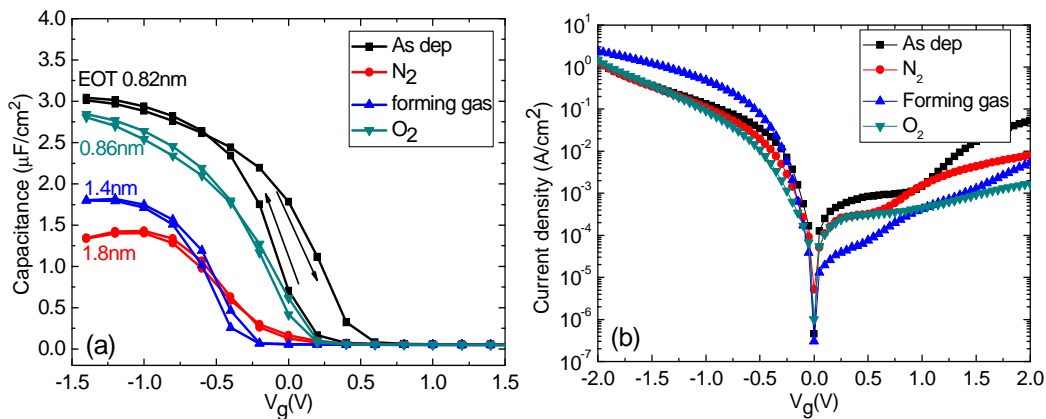 4.0
3.5
3.0
2.5
2.0
1.5
1.0
0.5
0.0
Capacitance (μF/cm²)
-1.5 -1.0 -0.5 0.0 0.5 1.0 1.5
Vg(V)
(a)
EOT 0.82nm
0.86nm
1.4nm
1.8nm
As dep
N₂
forming gas
O₂
10¹
10⁰
10⁻¹
10⁻²
10⁻³
10⁻⁴
10⁻⁵
10⁻⁶
10⁻⁷
Current density (A/cm²)
-2.0 -1.5 -1.0 -0.5 0.0 0.5 1.0 1.5 2.0
Vg(V)
(b)
As dep
N₂
Forming gas
O₂